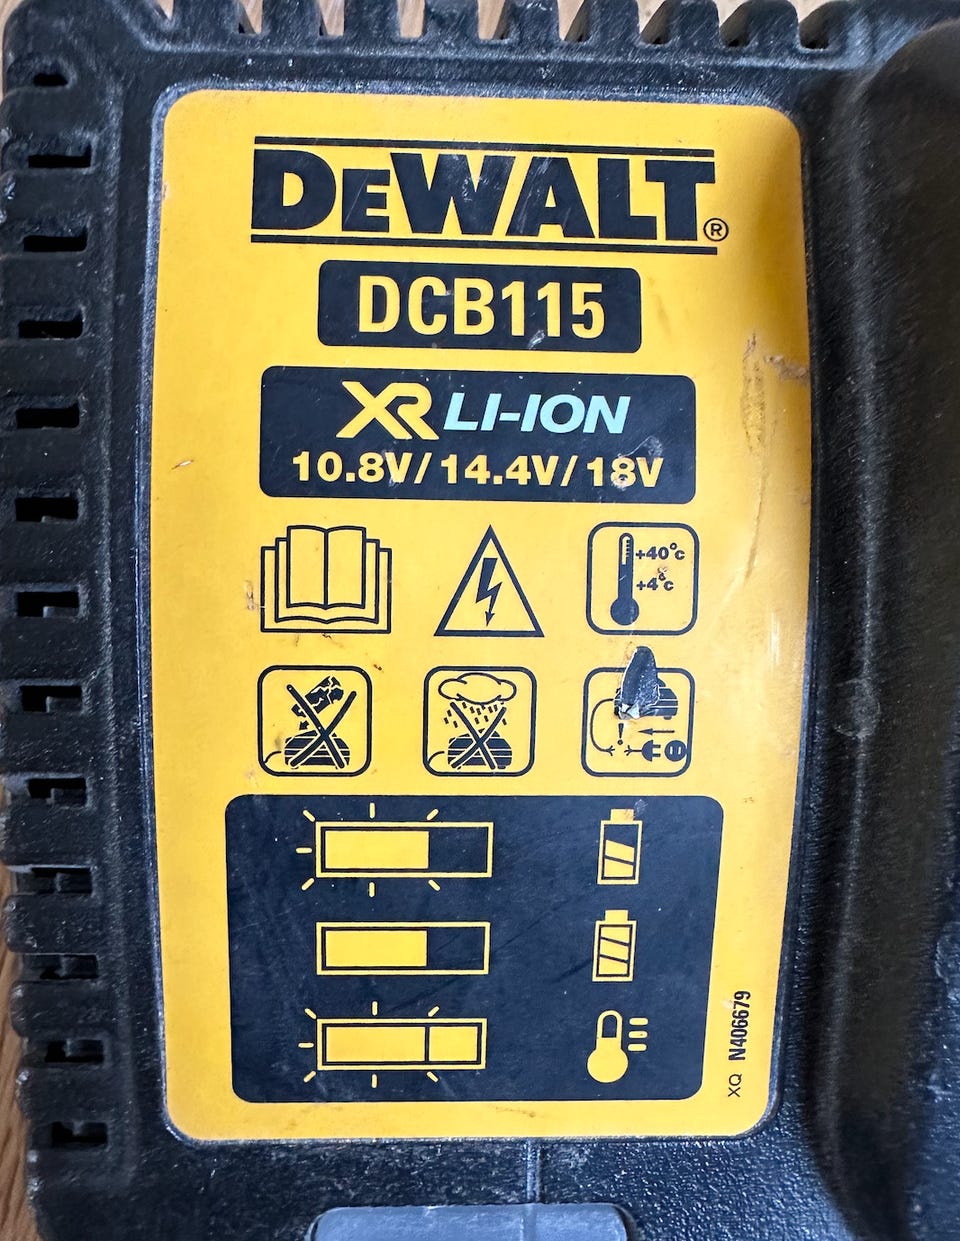 DEWALT®
DCB115
XR LI-ION
10.8V/14.4V/18V
+40°c
+4°c
XQ N406679